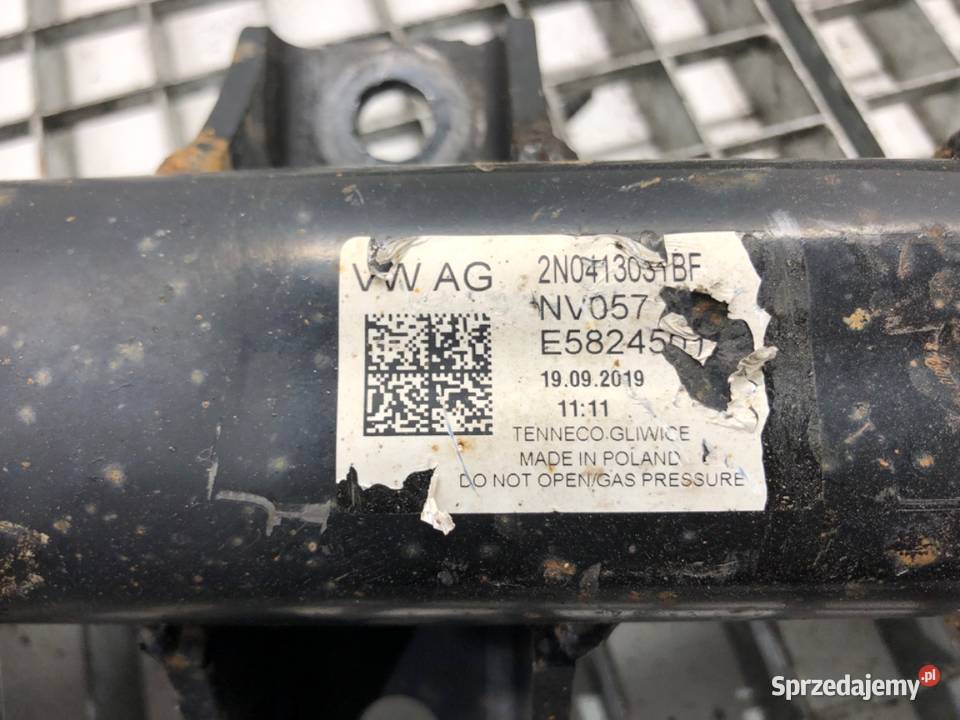 VW AG
2N0413031BF
NV057
19.09.2019
11:11
TENNECO GLIWICE
MADE IN POLAND
DO NOT OPEN/GAS PRESSURE
Sprzedajemy.pl